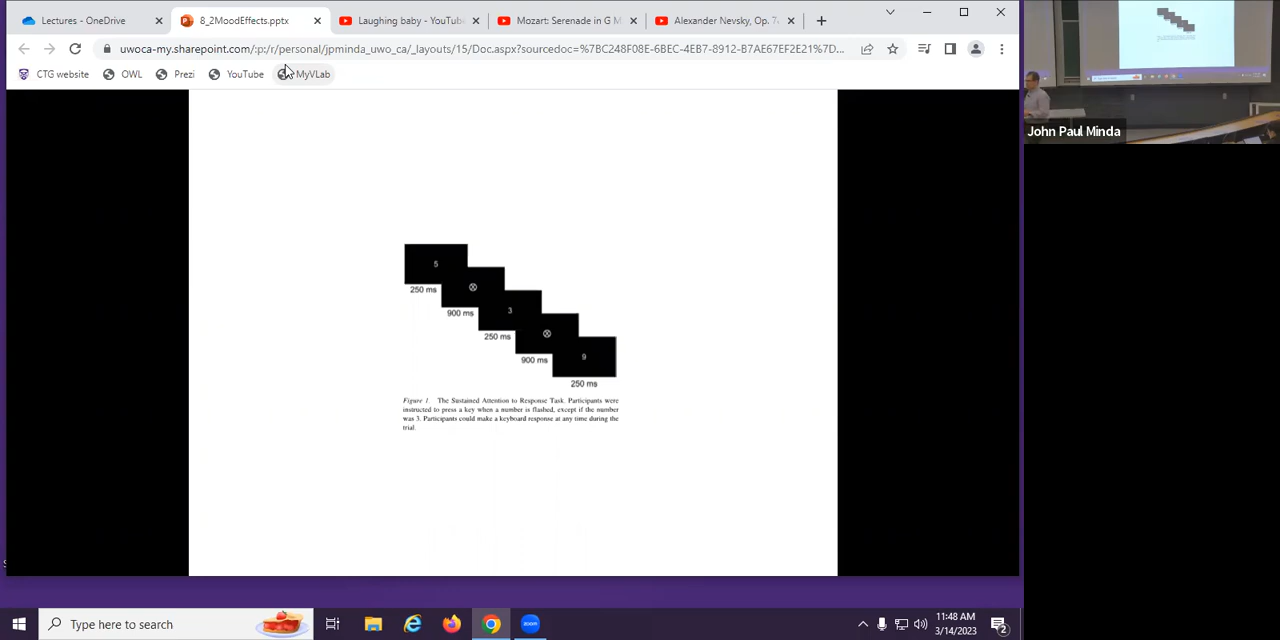 Lectures - OneDrive
8_2MoodEffects.pptx
Laughing baby - YouTube
Mozart: Serenade in G M
Alexander Nevsky, Op. 7
uwoca-my.sharepoint.com/:p:/r/personal/jpminda_uwo_ca/_layouts/15/Doc.aspx?sourcedoc=%7BC248F08E-6BEC-4EB7-8912-B7AE67EF2E21%7D...
CTG website
OWL
Prezi
YouTube
MyVLab
John Paul Minda
5
250 ms
900 ms
3
250 ms
900 ms
9
250 ms
Figure 1. The Sustained Attention to Response Task. Participants were
instructed to press a key when a number is flashed, except if the number
was 3. Participants could make a keyboard response at any time during the
trial.
Type here to search
zoom
11:48 AM
3/14/2023
2